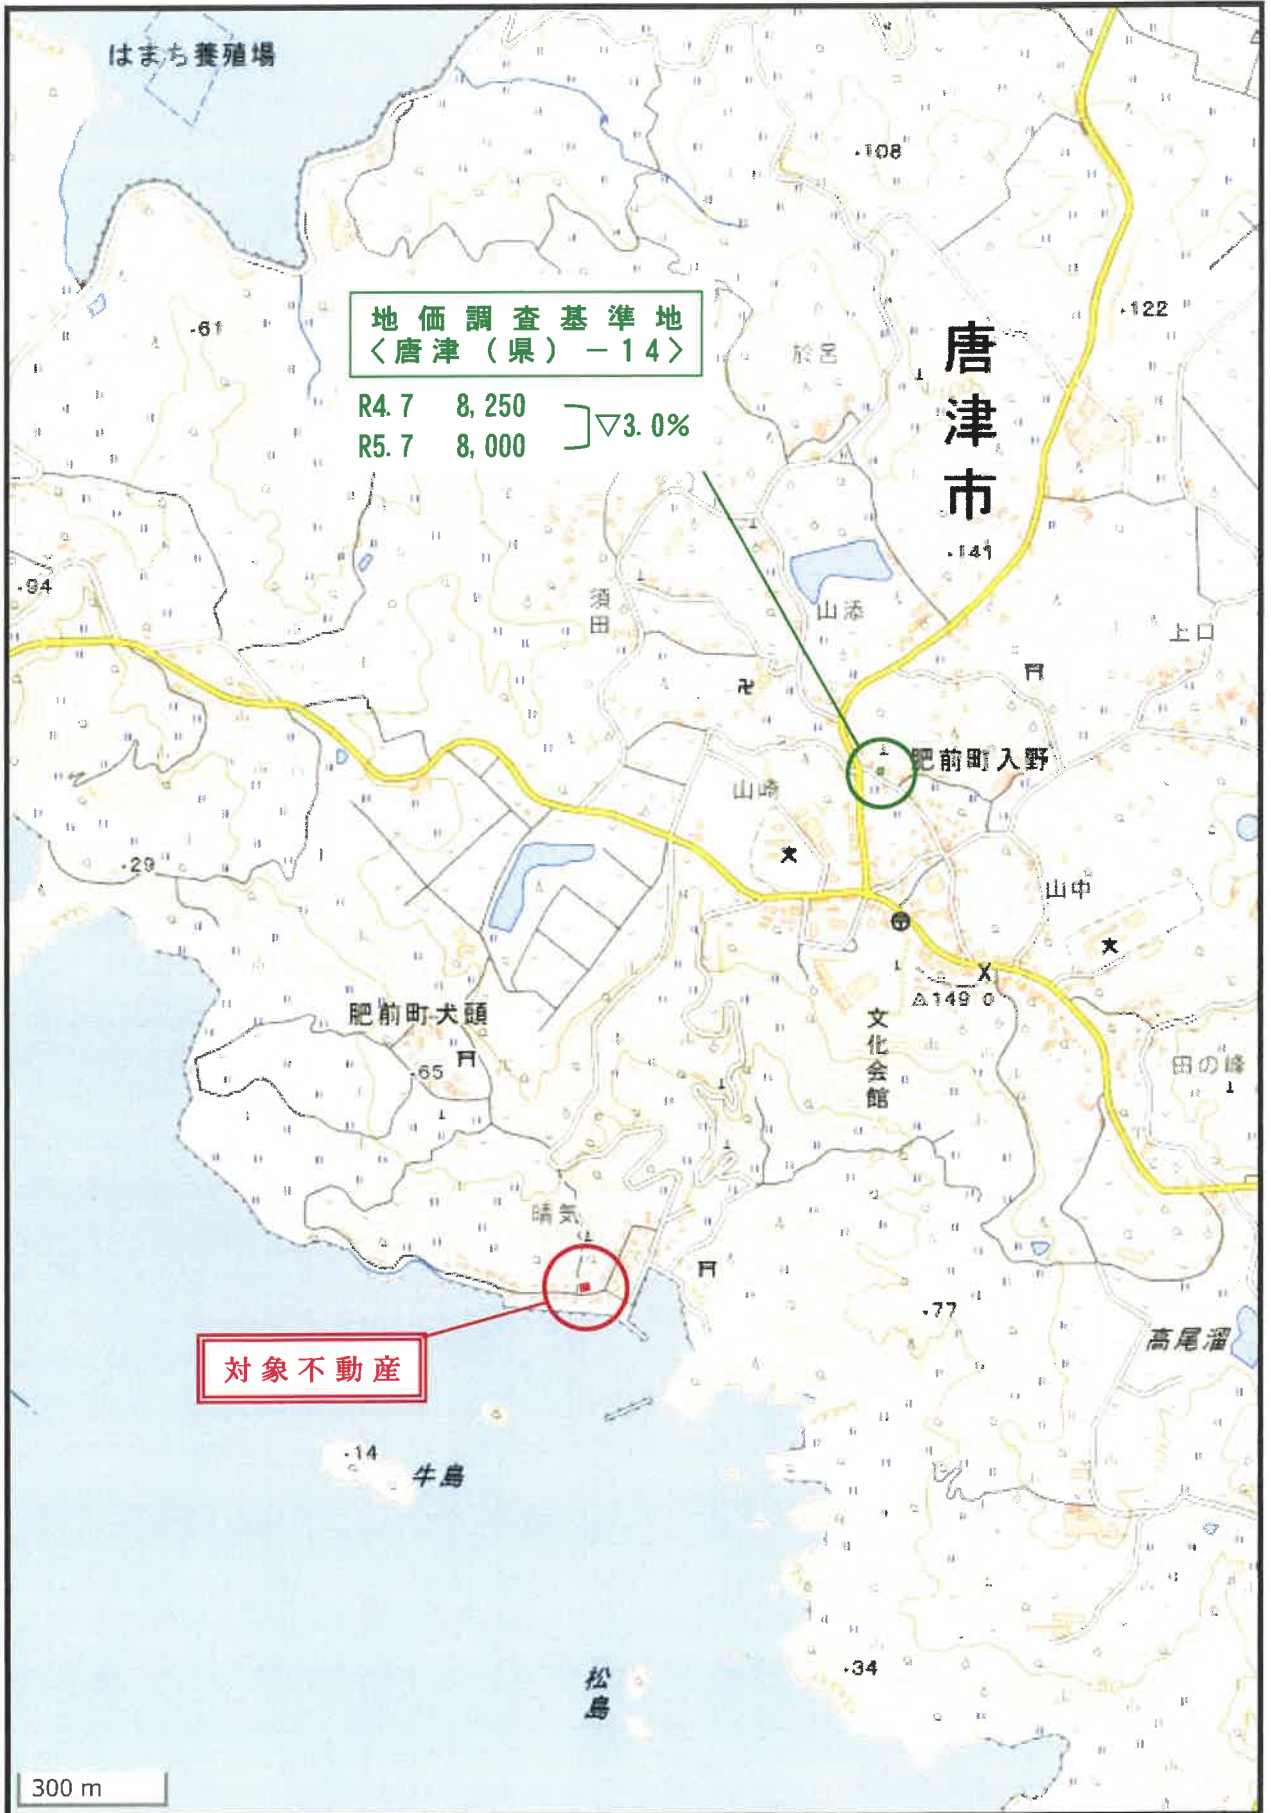 はまち養殖場
108
122
61
地価調査基準地
〈唐津(県)-14〉
R4.7 8,250
R5.7 8,000
▽3.0%
於呂
唐津市
141
94
須田
山添
上口
肥前町入野
山崎
29
山中
肥前町犬頭
149.0
文化会館
65
田の峰
晴気
77
対象不動産
高尾溜
14
牛島
34
松島
300 m